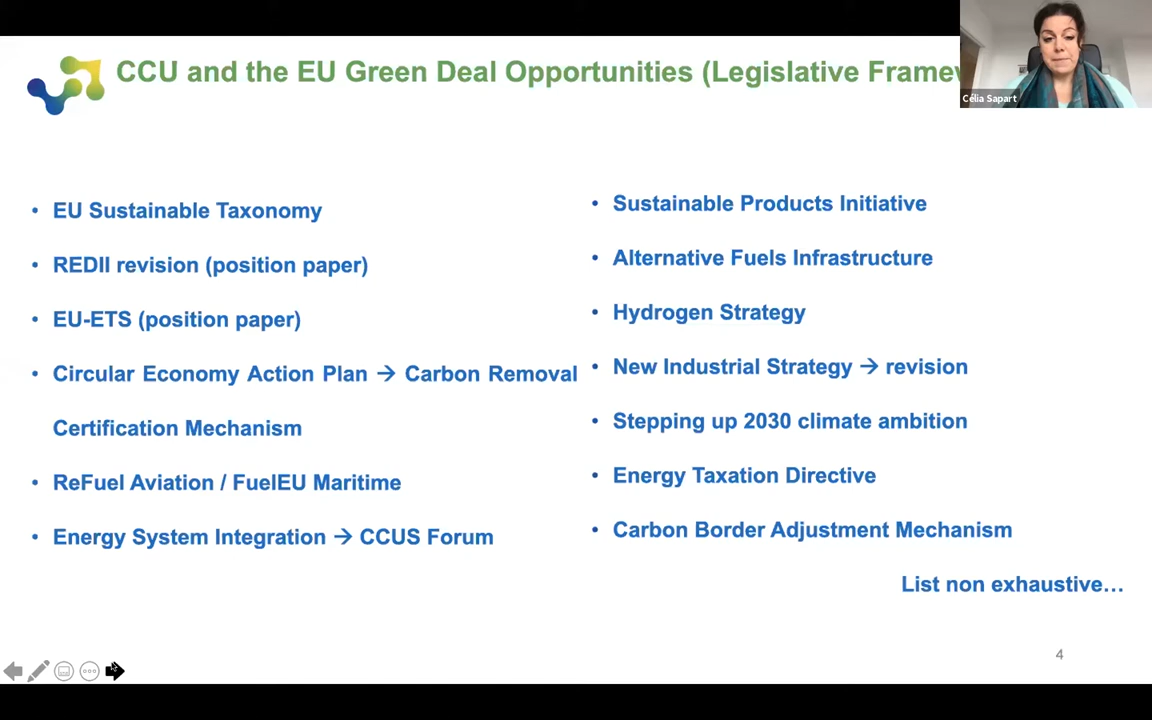 CCU and the EU Green Deal Opportunities (Legislative
Célia Sapart
• EU Sustainable Taxonomy
• REDII revision (position paper)
• EU-ETS (position paper)
• Circular Economy Action Plan → Carbon Removal
Certification Mechanism
• ReFuel Aviation / FuelEU Maritime
• Energy System Integration → CCUS Forum
• Sustainable Products Initiative
• Alternative Fuels Infrastructure
• Hydrogen Strategy
• New Industrial Strategy → revision
• Stepping up 2030 climate ambition
• Energy Taxation Directive
• Carbon Border Adjustment Mechanism
List non exhaustive…
4